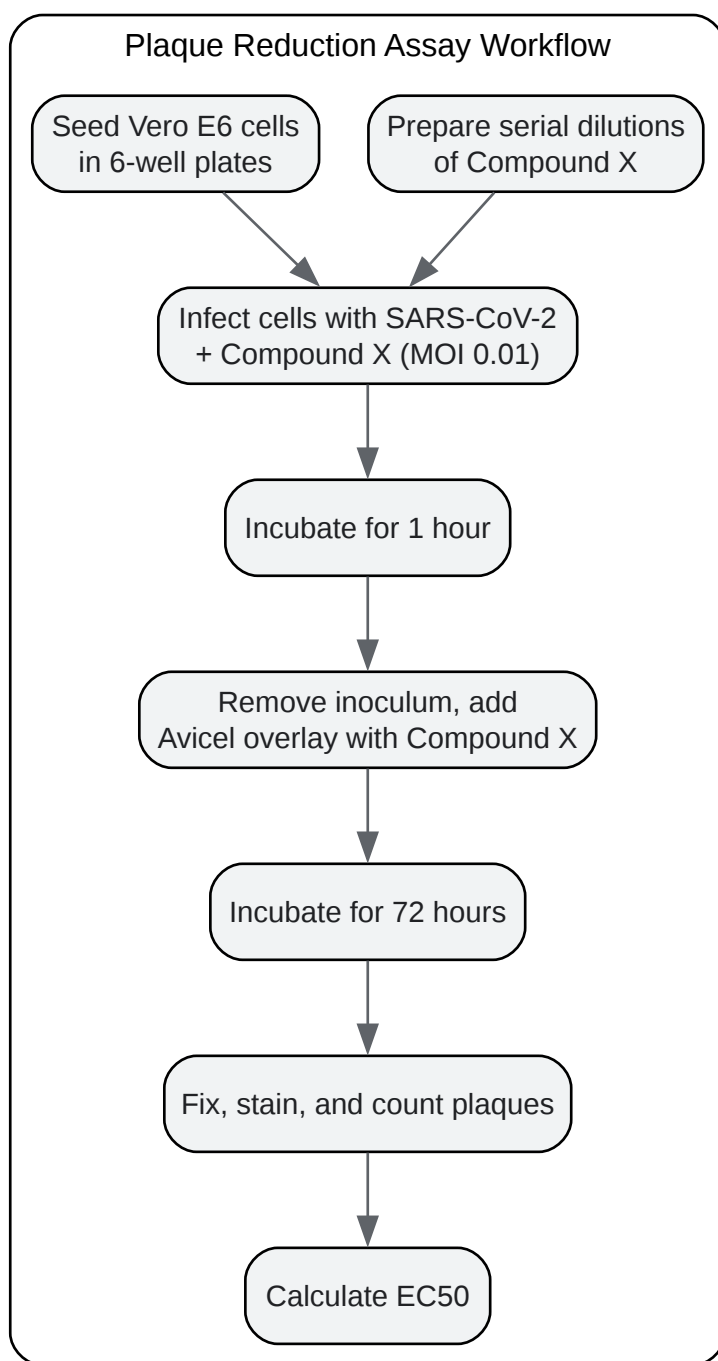 Plaque Reduction Assay Workflow
Seed Vero E6 cells
in 6-well plates
Prepare serial dilutions
of Compound X
Infect cells with SARS-CoV-2
+ Compound X (MOI 0.01)
Incubate for 1 hour
Remove inoculum, add
Avicel overlay with Compound X
Incubate for 72 hours
Fix, stain, and count plaques
Calculate EC50